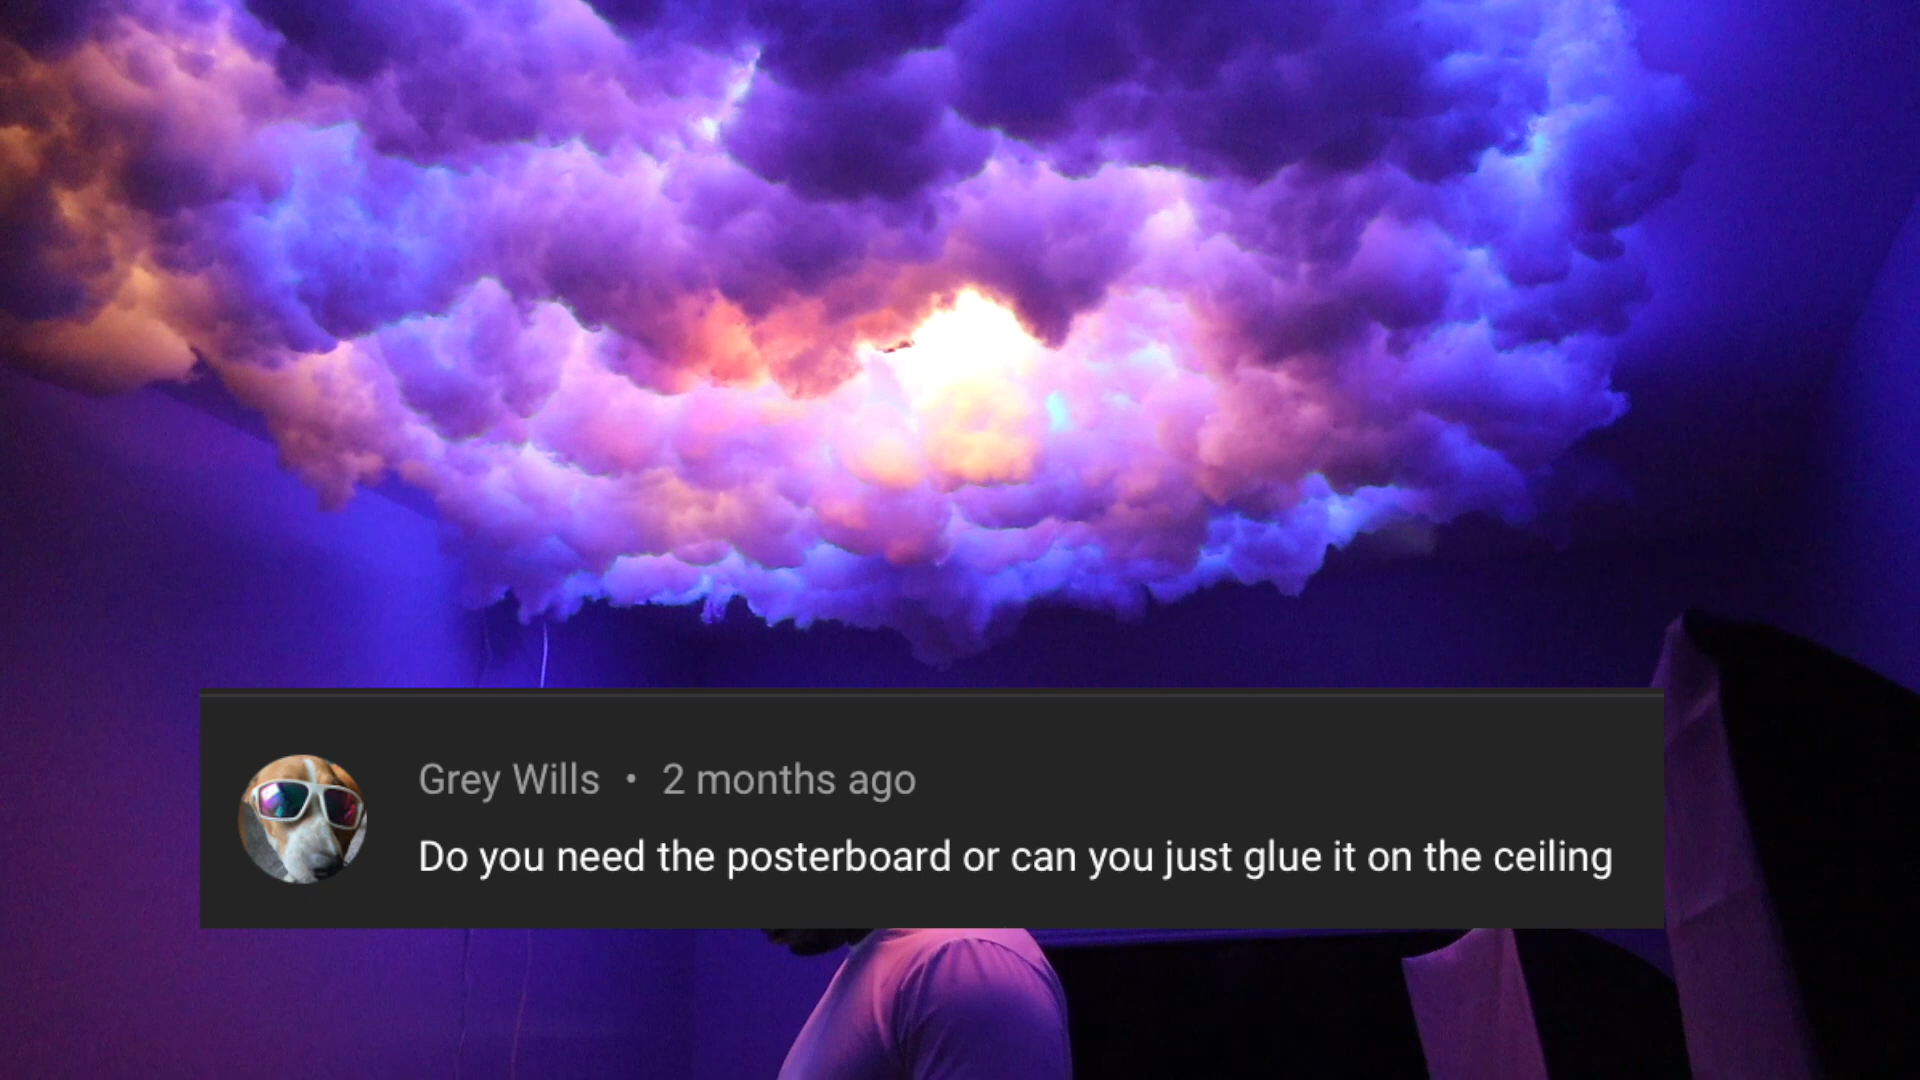 Grey Wills • 2 months ago
Do you need the posterboard or can you just glue it on the ceiling